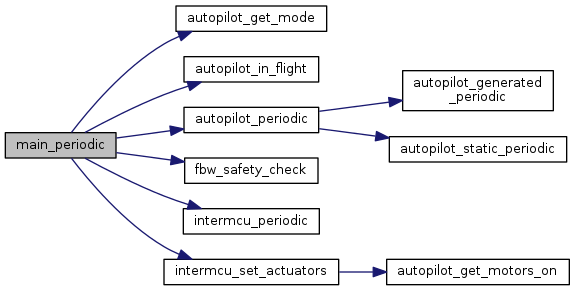 autopilot_get_mode
autopilot_in_flight
autopilot_generated
_periodic
autopilot_periodic
main_periodic
autopilot_static_periodic
fbw_safety_check
intermcu_periodic
intermcu_set_actuators
autopilot_get_motors_on